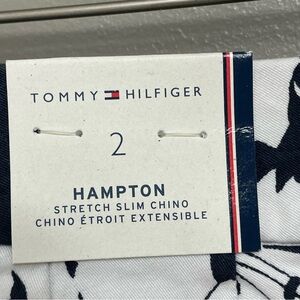 TOMMY HILFIGER
2
HAMPTON
STRETCH SLIM CHINO
CHINO ÉTROIT EXTENSIBLE